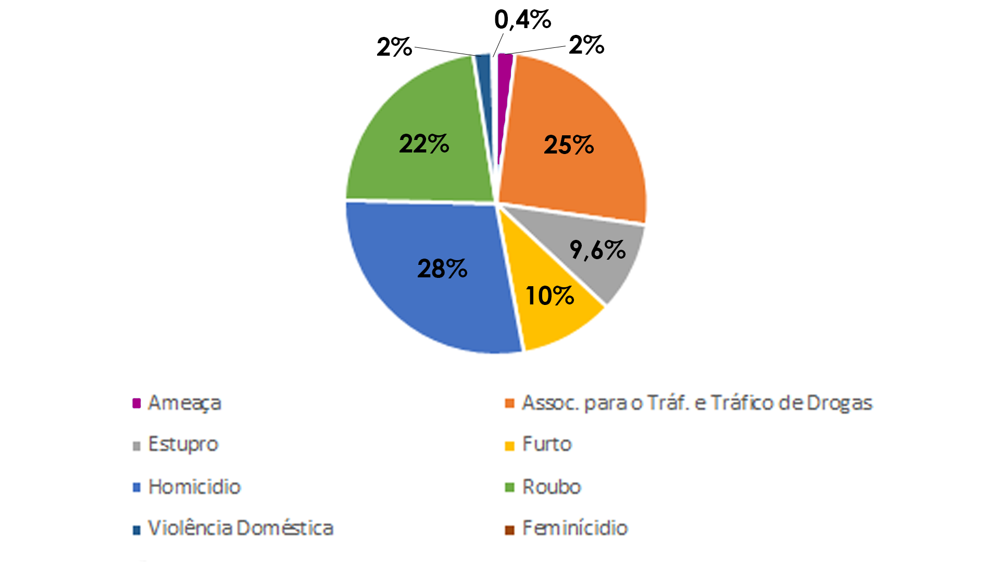 0,4%
2%
2%
22%
25%
9,6%
28%
10%
Ameaça
Assoc. para o Tráf. e Tráfico de Drogas
Estupro
Furto
Homicidio
Roubo
Violência Doméstica
Feminícidio